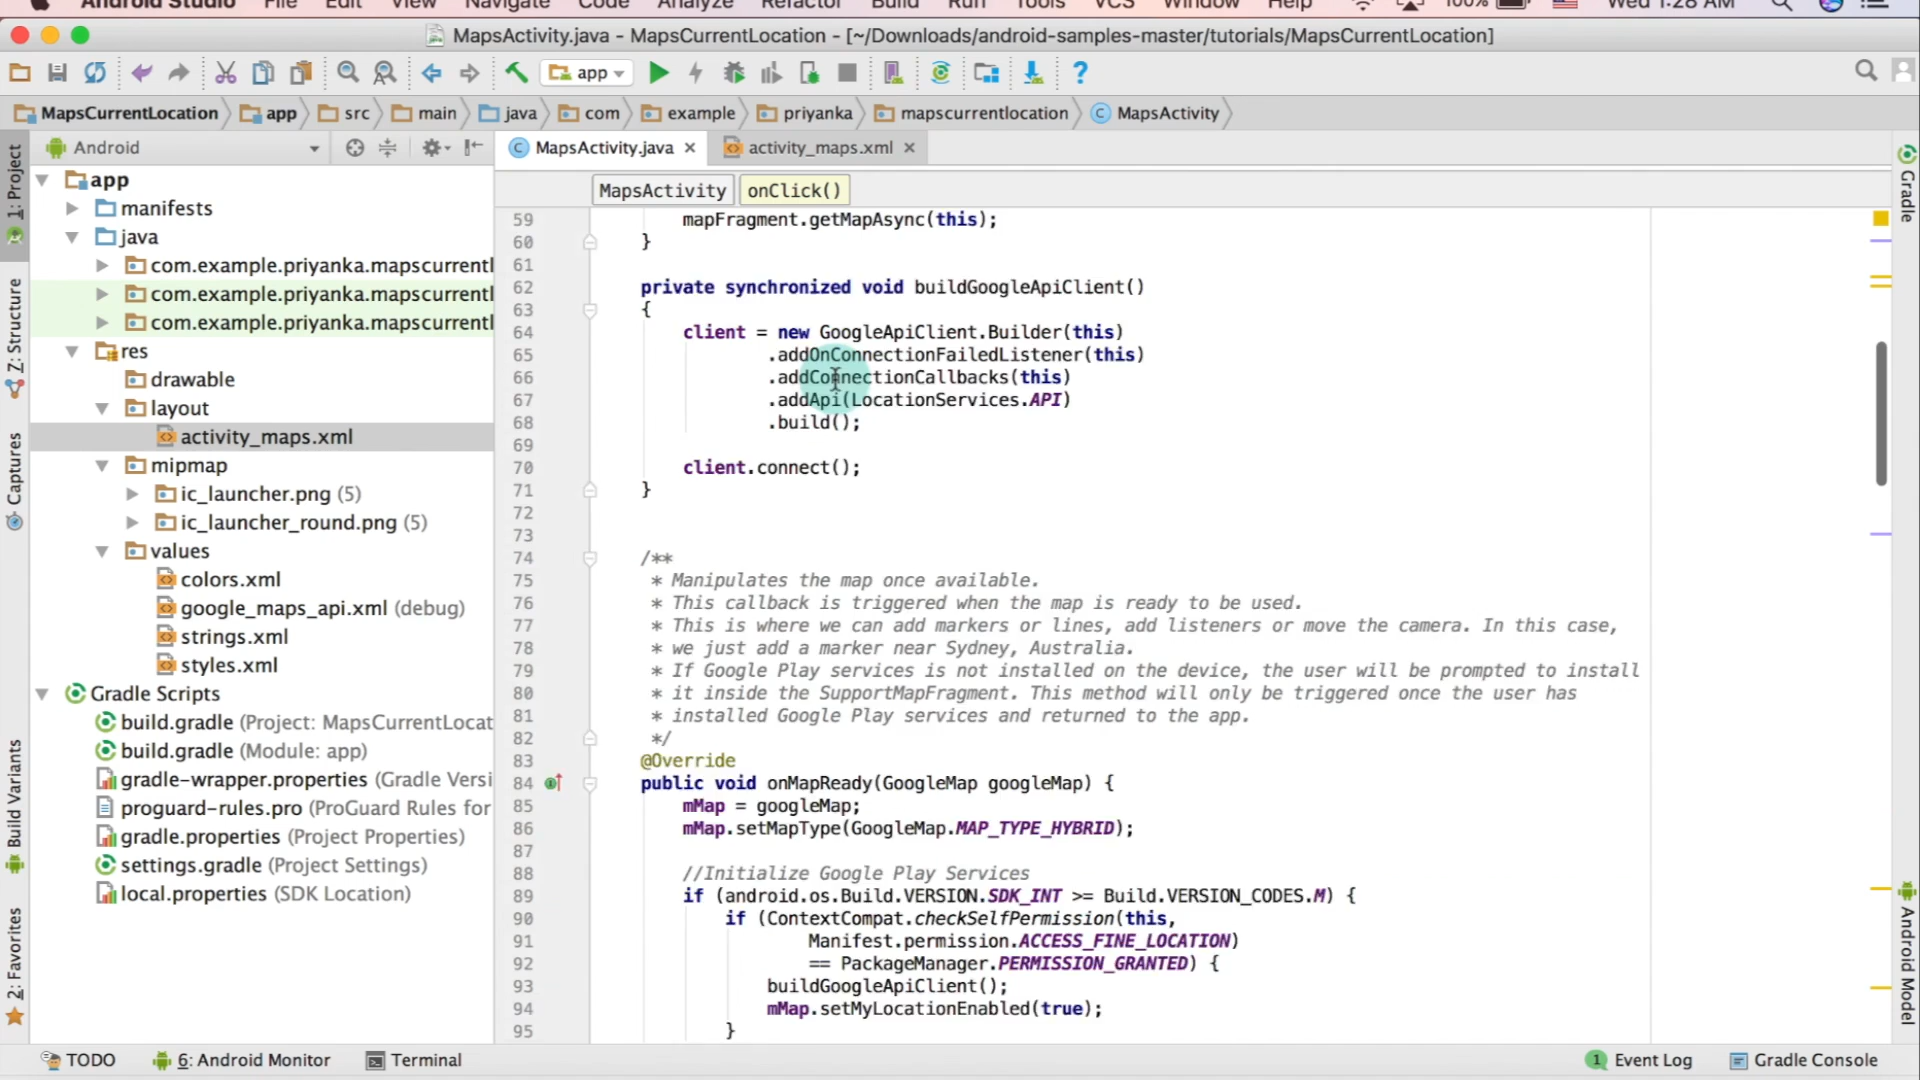 Android Studio File Edit View Navigate Code Analyze Refactor Build Run Tools VCS Window Help 100% Wed 1:28 AM
MapsActivity.java - MapsCurrentLocation - [~/Downloads/android-samples-master/tutorials/MapsCurrentLocation]
app
MapsCurrentLocation app src main java com example priyanka mapscurrentlocation MapsActivity
Android
MapsActivity.java activity_maps.xml
MapsActivity onClick()
1: Project
Z: Structure
Captures
Build Variants
2: Favorites
app
manifests
java
com.example.priyanka.mapscurrentl
com.example.priyanka.mapscurrentl
com.example.priyanka.mapscurrentl
res
drawable
layout
activity_maps.xml
mipmap
ic_launcher.png (5)
ic_launcher_round.png (5)
values
colors.xml
google_maps_api.xml (debug)
strings.xml
styles.xml
Gradle Scripts
build.gradle (Project: MapsCurrentLocat
build.gradle (Module: app)
gradle-wrapper.properties (Gradle Versi
proguard-rules.pro (ProGuard Rules for
gradle.properties (Project Properties)
settings.gradle (Project Settings)
local.properties (SDK Location)
59 mapFragment.getMapAsync(this);
60 }
61
62 private synchronized void buildGoogleApiClient()
63 {
64 client = new GoogleApiClient.Builder(this)
65 .addOnConnectionFailedListener(this)
66 .addConnectionCallbacks(this)
67 .addApi(LocationServices.API)
68 .build();
69
70 client.connect();
71 }
72
73
74 /**
75 * Manipulates the map once available.
76 * This callback is triggered when the map is ready to be used.
77 * This is where we can add markers or lines, add listeners or move the camera. In this case,
78 * we just add a marker near Sydney, Australia.
79 * If Google Play services is not installed on the device, the user will be prompted to install
80 * it inside the SupportMapFragment. This method will only be triggered once the user has
81 * installed Google Play services and returned to the app.
82 */
83 @Override
84 public void onMapReady(GoogleMap googleMap) {
85 mMap = googleMap;
86 mMap.setMapType(GoogleMap.MAP_TYPE_HYBRID);
87
88 //Initialize Google Play Services
89 if (android.os.Build.VERSION.SDK_INT >= Build.VERSION_CODES.M) {
90 if (ContextCompat.checkSelfPermission(this,
91 Manifest.permission.ACCESS_FINE_LOCATION)
92 == PackageManager.PERMISSION_GRANTED) {
93 buildGoogleApiClient();
94 mMap.setMyLocationEnabled(true);
95 }
Gradle
Android Model
TODO 6: Android Monitor Terminal 1 Event Log Gradle Console